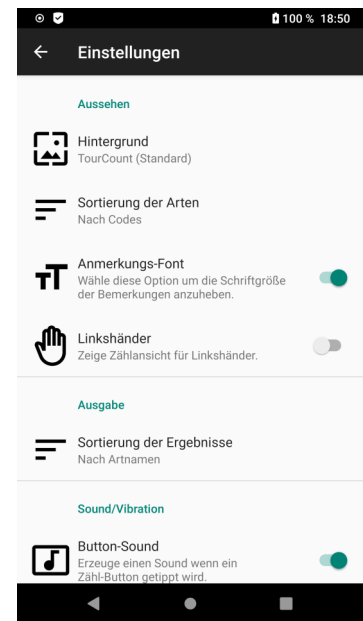 100 % 18:50
Einstellungen
Aussehen
Hintergrund
TourCount (Standard)
Sortierung der Arten
Nach Codes
Anmerkungs-Font
Wähle diese Option um die Schriftgröße
der Bemerkungen anzuheben.
Linkshänder
Zeige Zählansicht für Linkshänder.
Ausgabe
Sortierung der Ergebnisse
Nach Artnamen
Sound/Vibration
Button-Sound
Erzeuge einen Sound wenn ein
Zähl-Button getippt wird.